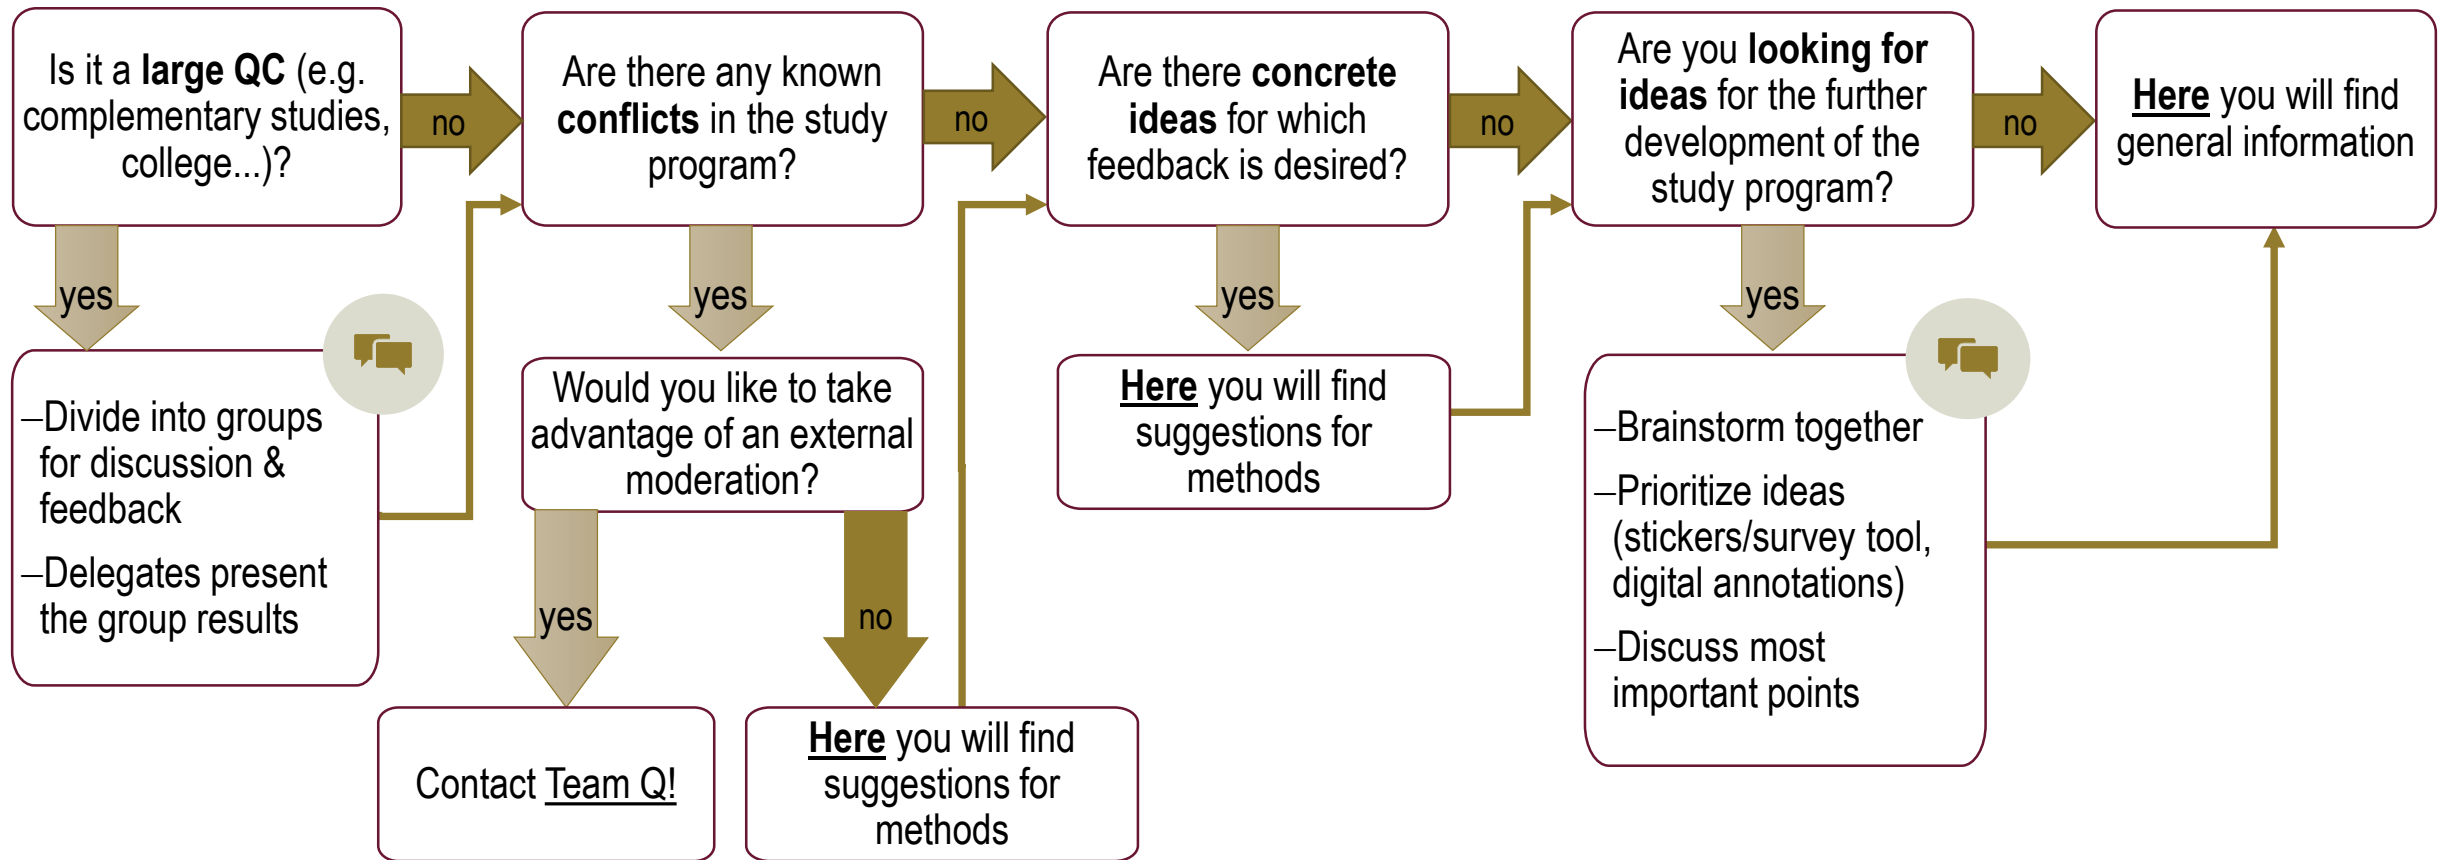 Is it a large QC (e.g.
complementary studies,
college...)?
no
Are there any known
conflicts in the study
program?
no
Are there concrete
ideas for which
feedback is desired?
no
Are you looking for
ideas for the further
development of the
study program?
no
Here you will find
general information
yes
yes
yes
yes
–Divide into groups
for discussion &
feedback
–Delegates present
the group results
Would you like to take
advantage of an external
moderation?
Here you will find
suggestions for
methods
–Brainstorm together
–Prioritize ideas
(stickers/survey tool,
digital annotations)
–Discuss most
important points
yes
no
Contact Team Q!
Here you will find
suggestions for
methods